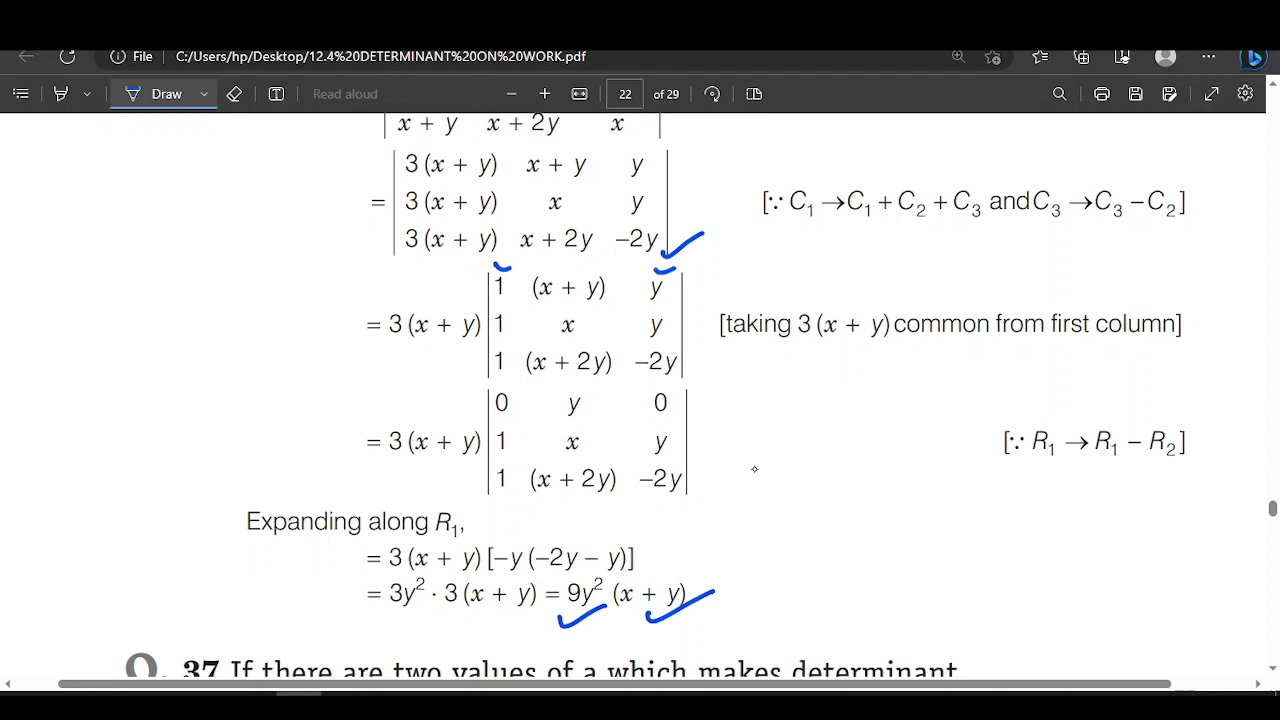 File C:/Users/hp/Desktop/12.4%20DETERMINANT%20ON%20WORK.pdf
Draw Read aloud 22 of 29
x + y x + 2y x
3 (x + y) x + y y
= 3 (x + y) x y [∵ C₁ → C₁ + C₂ + C₃ and C₃ → C₃ − C₂]
3 (x + y) x + 2y −2y
1 (x + y) y
= 3 (x + y) 1 x y [taking 3 (x + y) common from first column]
1 (x + 2y) −2y
0 y 0
= 3 (x + y) 1 x y [∵ R₁ → R₁ − R₂]
1 (x + 2y) −2y
Expanding along R₁,
= 3 (x + y) [−y (−2y − y)]
= 3y² · 3 (x + y) = 9y² (x + y)
Q. 37 If there are two values of a which makes determinant